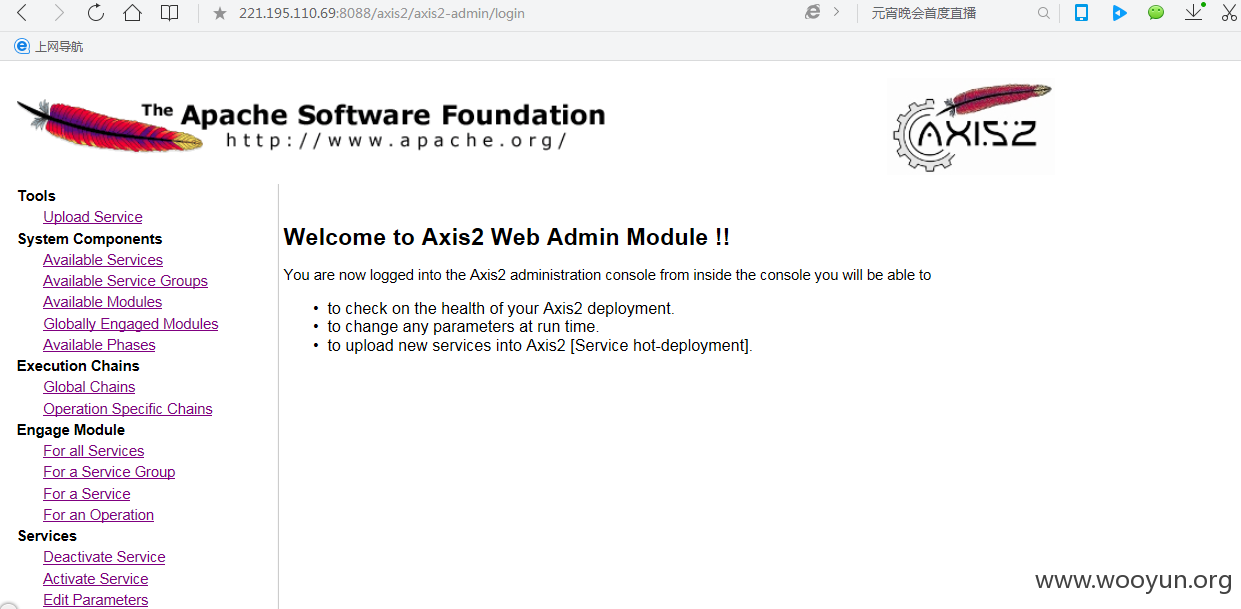 221.195.110.69:8088/axis2/axis2-admin/login
元宵晚会首度直播
上网导航
The Apache Software Foundation
http://www.apache.org/
AXIS2
Tools
Upload Service
System Components
Available Services
Available Service Groups
Available Modules
Globally Engaged Modules
Available Phases
Execution Chains
Global Chains
Operation Specific Chains
Engage Module
For all Services
For a Service Group
For a Service
For an Operation
Services
Deactivate Service
Activate Service
Edit Parameters
Welcome to Axis2 Web Admin Module !!
You are now logged into the Axis2 administration console from inside the console you will be able to
• to check on the health of your Axis2 deployment.
• to change any parameters at run time.
• to upload new services into Axis2 [Service hot-deployment].
www.wooyun.org